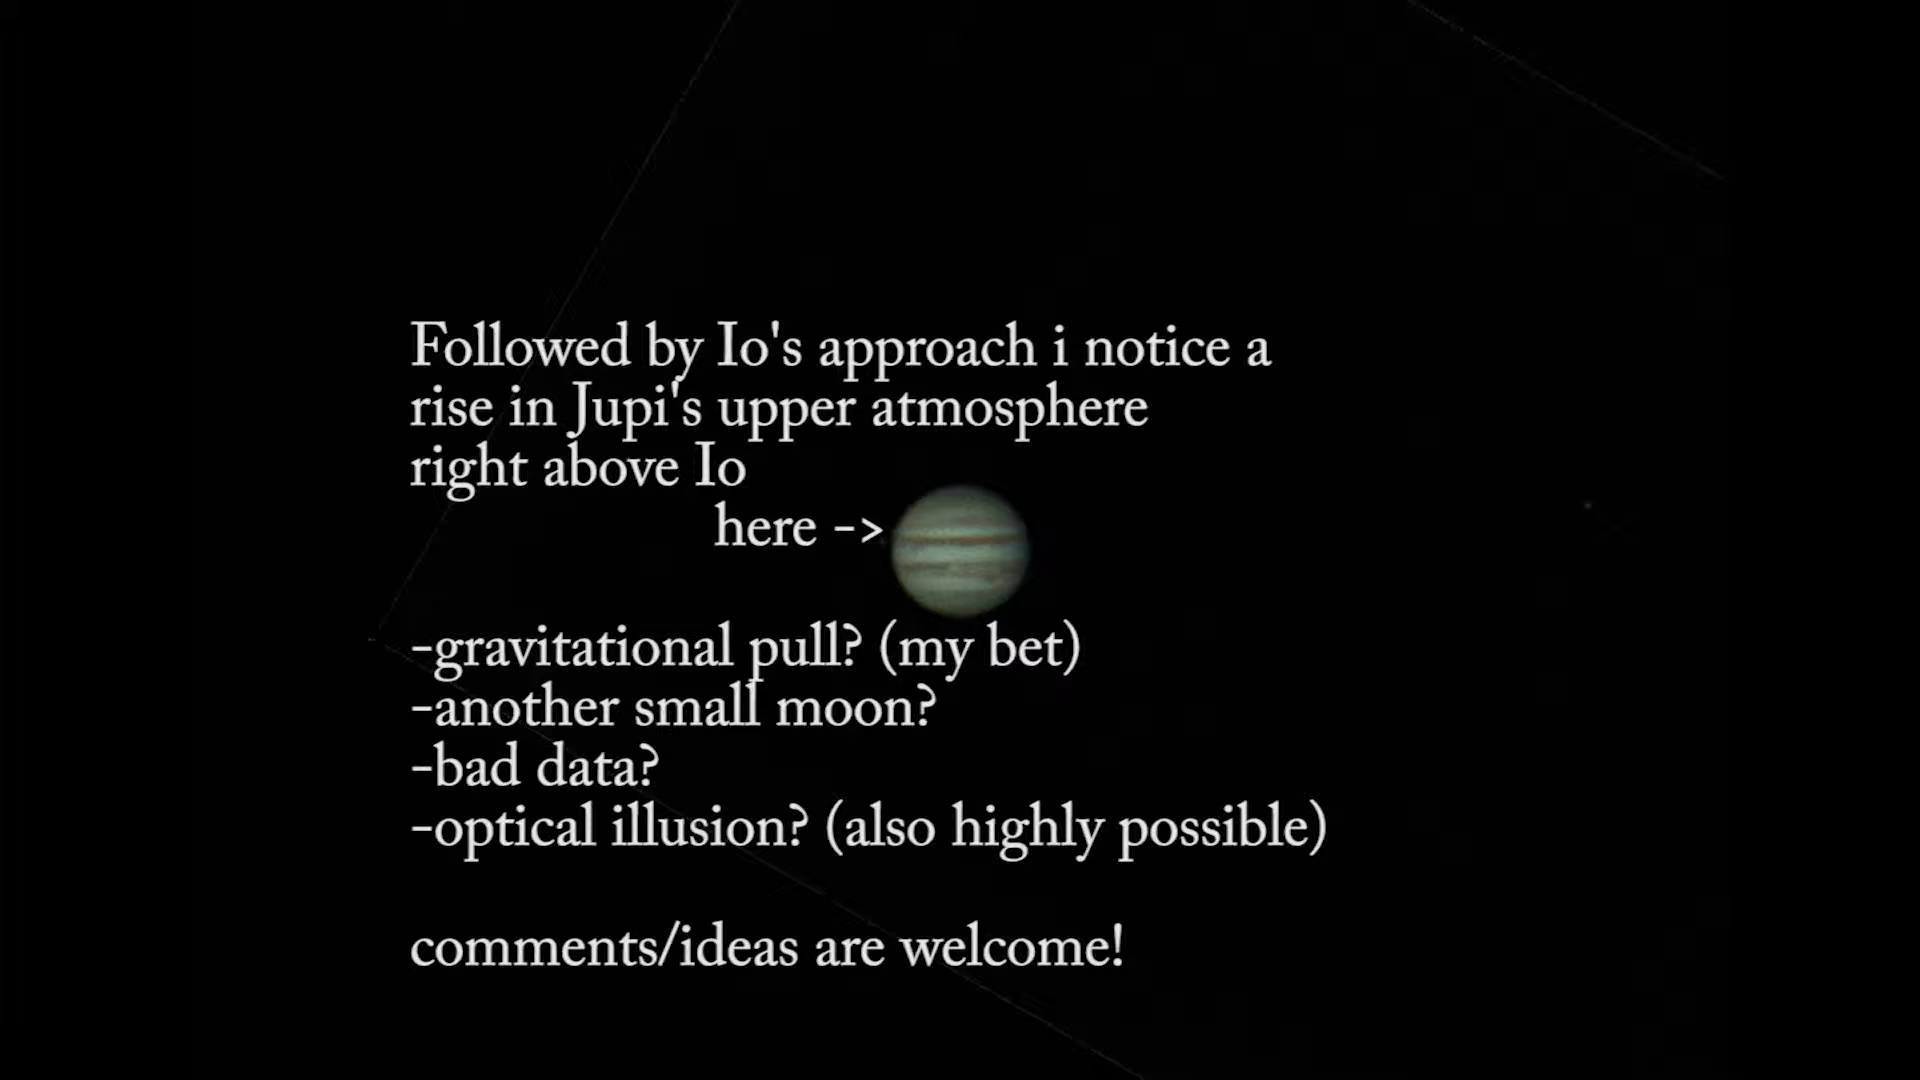 Followed by Io's approach i notice a
rise in Jupi's upper atmosphere
right above Io
here ->
-gravitational pull? (my bet)
-another small moon?
-bad data?
-optical illusion? (also highly possible)
comments/ideas are welcome!